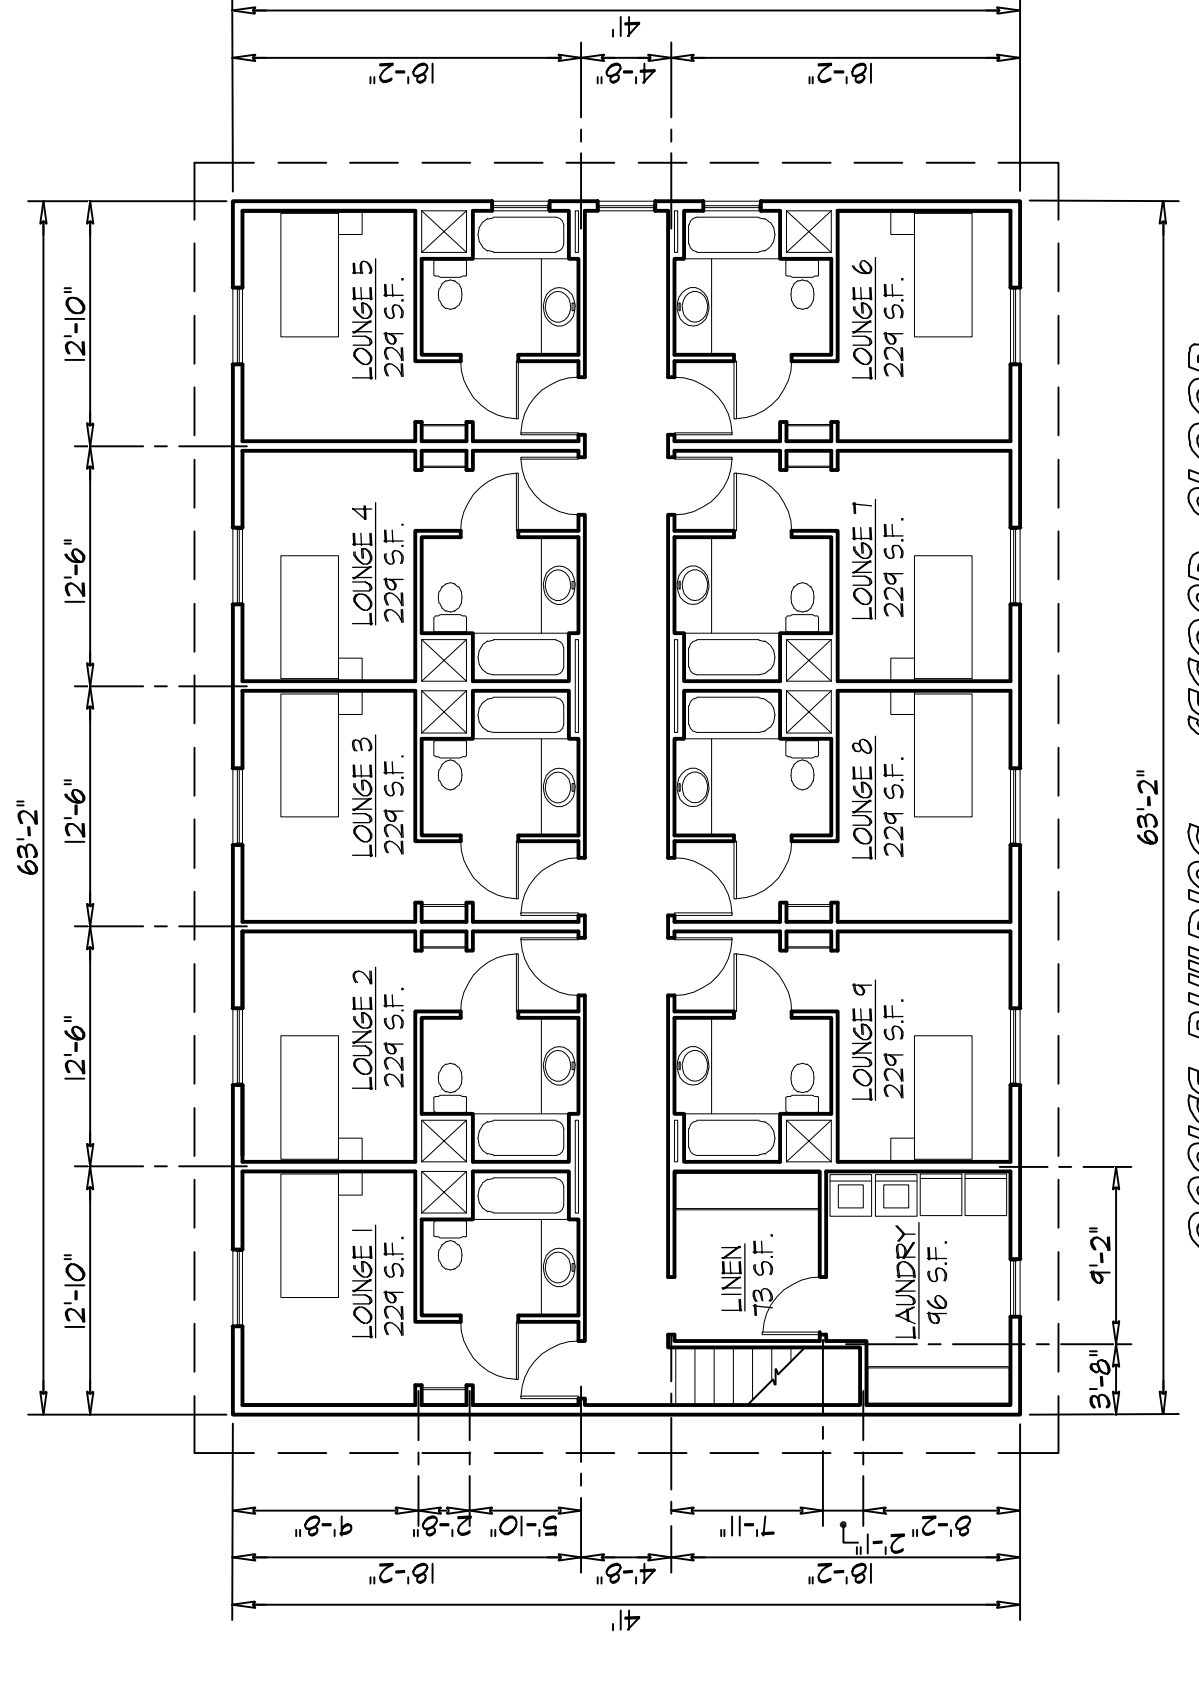 41'
18'-2"
4'-8"
18'-2"
63'-2"
12'-10"
12'-6"
12'-6"
12'-6"
12'-10"
LOUNGE 5
229 S.F.
LOUNGE 6
229 S.F.
LOUNGE 4
229 S.F.
LOUNGE 7
229 S.F.
LOUNGE 3
229 S.F.
LOUNGE 8
229 S.F.
LOUNGE 2
229 S.F.
LOUNGE 9
229 S.F.
LOUNGE 1
229 S.F.
LINEN
73 S.F.
LAUNDRY
96 S.F.
63'-2"
9'-2"
3'-8"
9'-8"
2'-8"
5'-10"
7'-11"
2'-1"
8'-2"
18'-2"
4'-8"
18'-2"
41'